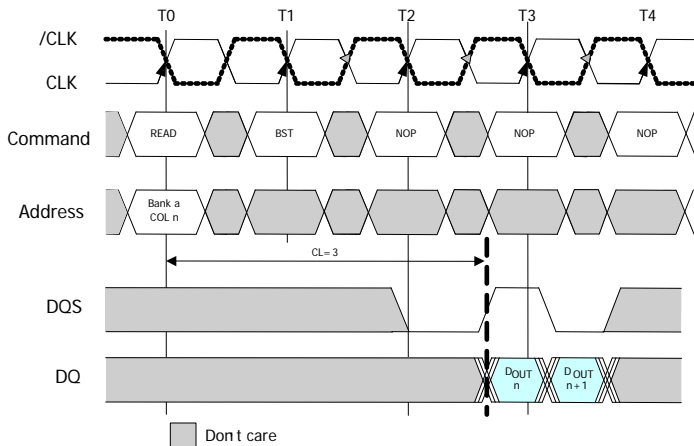 T0 T1 T2 T3 T4
/CLK
CLK
Command READ BST NOP NOP NOP
Address Bank a
COL n
CL= 3
DQS
DQ DOUT
n DOUT
n+1
Don't care